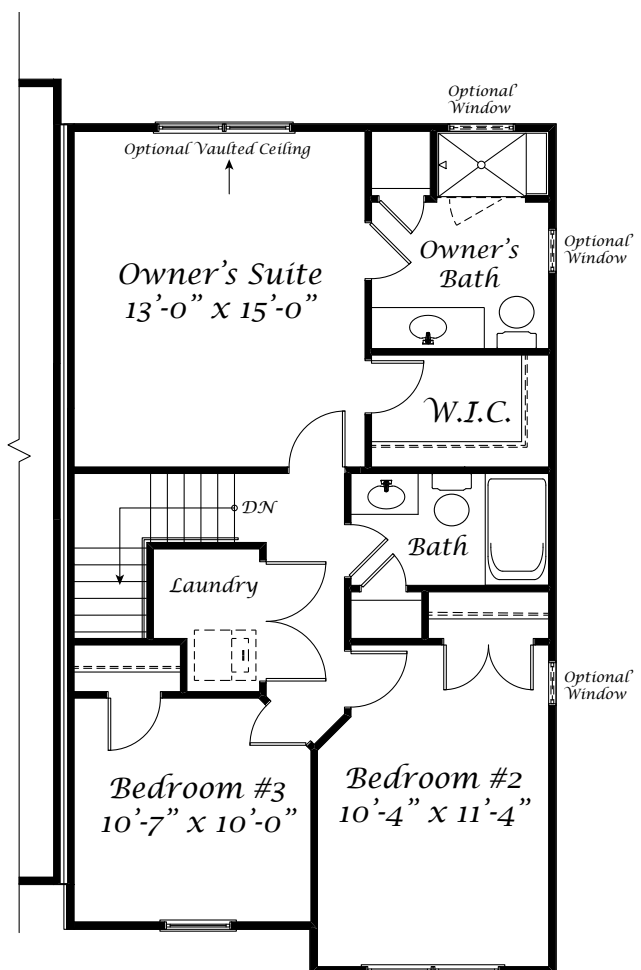 Optional
Window
Optional Vaulted Ceiling
Owner's Suite
13'-0" x 15'-0"
Owner's
Bath
Optional
Window
W.I.C.
DN
Bath
Laundry
Optional
Window
Bedroom #3
10'-7" x 10'-0"
Bedroom #2
10'-4" x 11'-4"